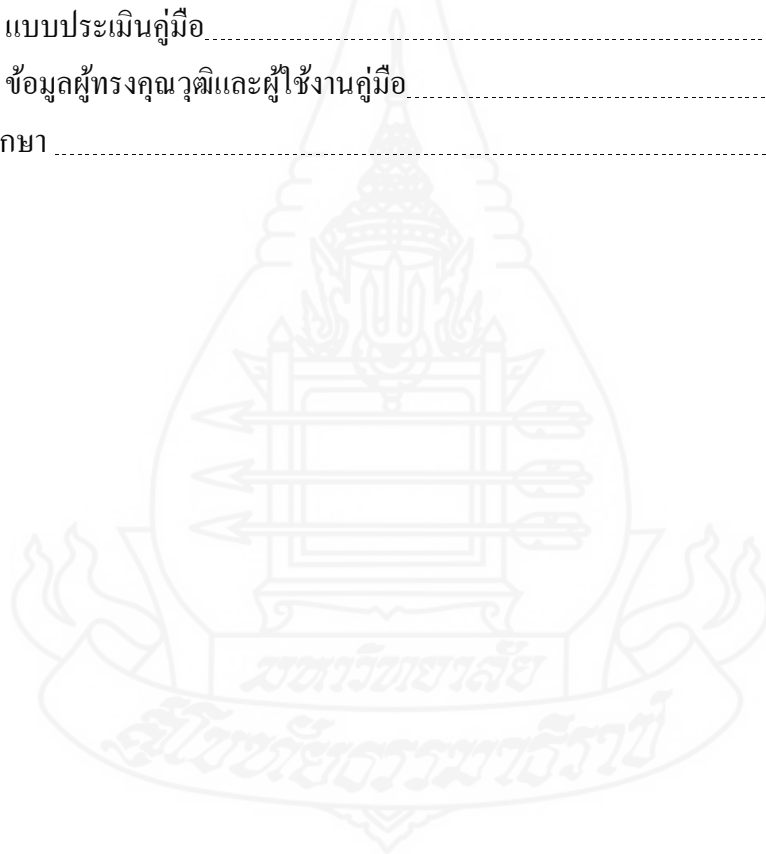 แบบประเมินคู่มือ
ข้อมูลผู้ทรงคุณวุฒิและผู้ใช้งานคู่มือ
กษา
มหาวิทยาลัย
สุโขทัยธรรมาธิราช